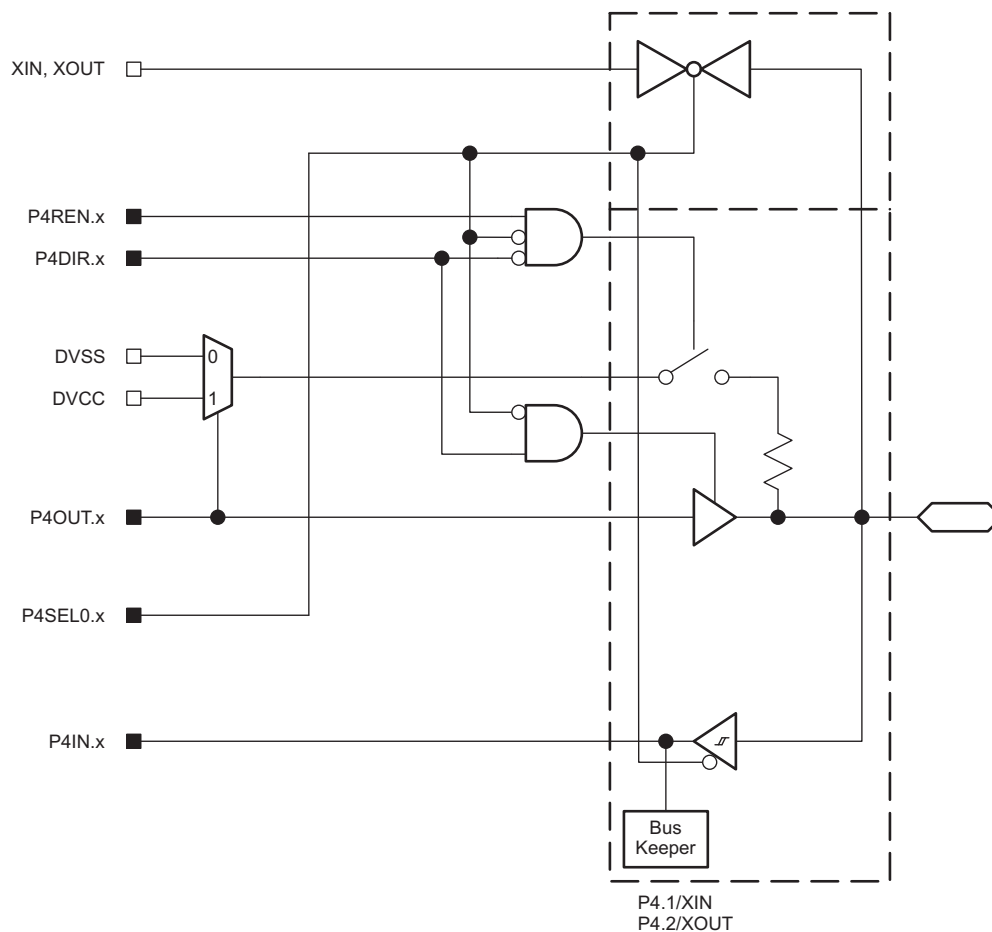 XIN, XOUT
P4REN.x
P4DIR.x
DVSS
0
DVCC
1
P4OUT.x
P4SEL0.x
P4IN.x
Bus
Keeper
P4.1/XIN
P4.2/XOUT